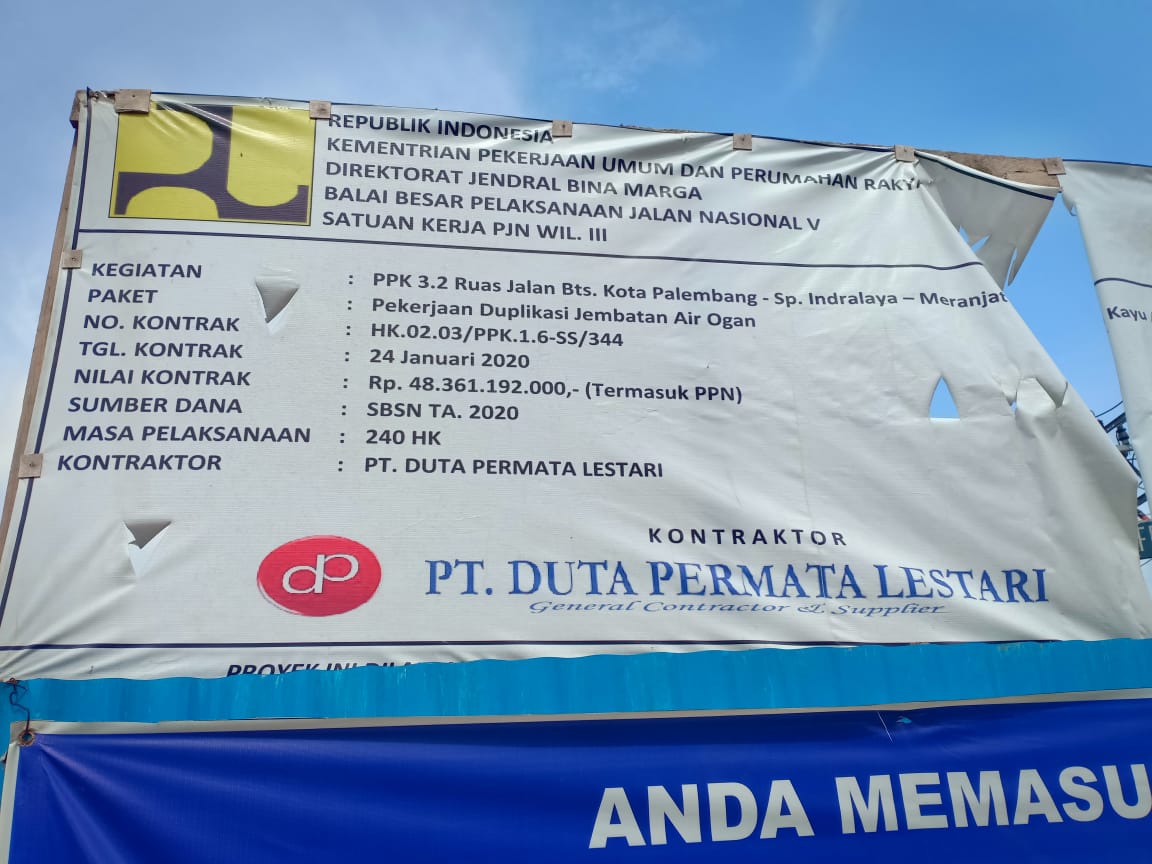 REPUBLIK INDONESIA
KEMENTRIAN PEKERJAAN UMUM DAN PERUMAHAN
DIREKTORAT JENDRAL BINA MARGA
BALAI BESAR PELAKSANAAN JALAN NASIONAL V
SATUAN KERJA PJN WIL. III
KEGIATAN : PPK 3.2 Ruas Jalan Bts. Kota Palembang - Sp. Indralaya – Meranjat
PAKET : Pekerjaan Duplikasi Jembatan Air Ogan
NO. KONTRAK : HK.02.03/PPK.1.6-SS/344
TGL. KONTRAK : 24 Januari 2020
NILAI KONTRAK : Rp. 48.361.192.000,- (Termasuk PPN)
SUMBER DANA : SBSN TA. 2020
MASA PELAKSANAAN : 240 HK
KONTRAKTOR : PT. DUTA PERMATA LESTARI
KONTRAKTOR
dp PT. DUTA PERMATA LESTARI
General Contractor & Supplier
PROYEK INI
Kayu
ANDA MEMASU